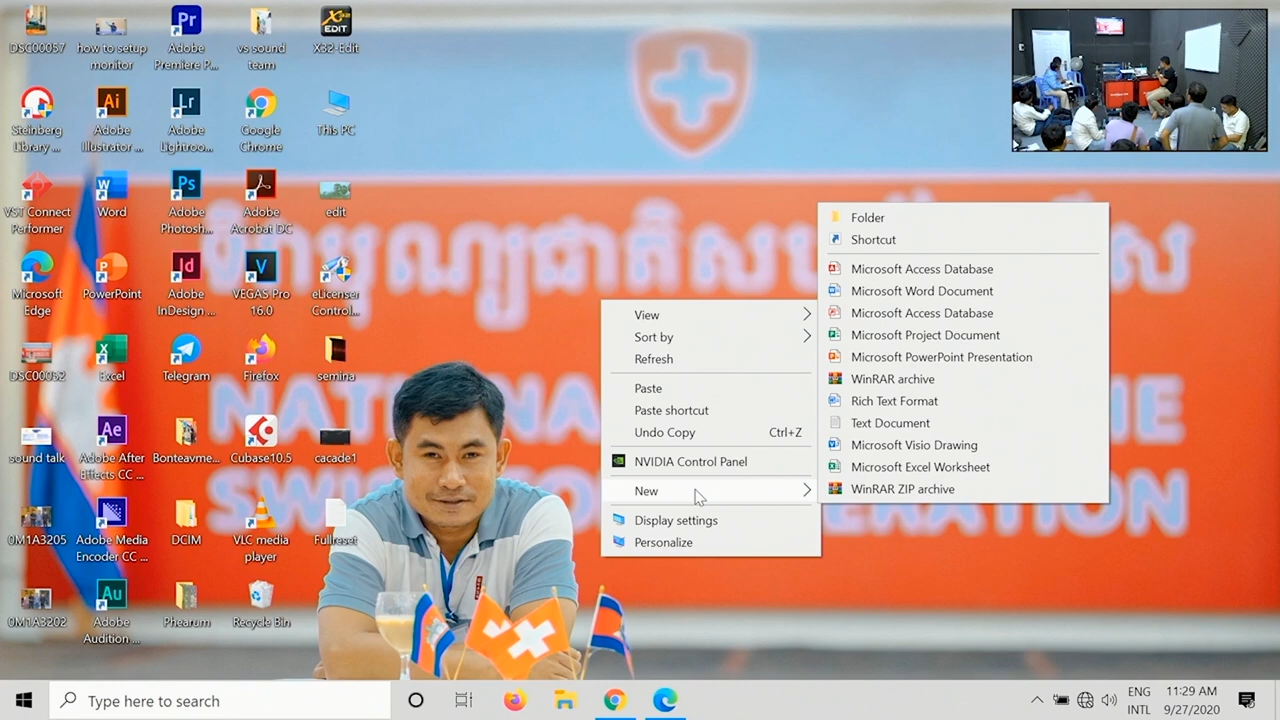 DSC00057
how to setup
monitor
Adobe
Premiere P...
vs sound
team
X32-Edit
Steinberg
Library ...
Adobe
Illustrator ...
Adobe
Lightroo...
Google
Chrome
This PC
VST Connect
Performer
Word
Adobe
Photosh...
Adobe
Acrobat DC
edit
Microsoft
Edge
PowerPoint
Adobe
InDesign ...
VEGAS Pro
16.0
eLicenser
Control...
DSC00052
Excel
Telegram
Firefox
semina
sound talk
Adobe After
Effects CC ...
Bonteavme...
Cubase10.5
cacade1
0M1A3205
Adobe Media
Encoder CC ...
DCIM
VLC media
player
Fullreset
0M1A3202
Adobe
Audition ...
Phearum
Recycle Bin
View
Sort by
Refresh
Paste
Paste shortcut
Undo Copy Ctrl+Z
NVIDIA Control Panel
New
Display settings
Personalize
Folder
Shortcut
Microsoft Access Database
Microsoft Word Document
Microsoft Access Database
Microsoft Project Document
Microsoft PowerPoint Presentation
WinRAR archive
Rich Text Format
Text Document
Microsoft Visio Drawing
Microsoft Excel Worksheet
WinRAR ZIP archive
Type here to search
ENG
INTL
11:29 AM
9/27/2020